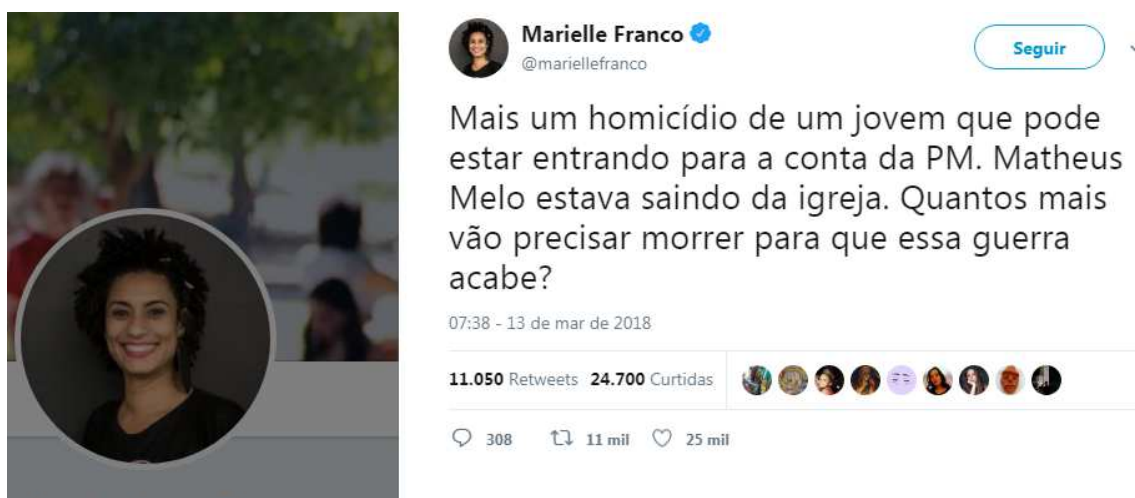 Marielle Franco
@mariellefranco
Seguir
Mais um homicídio de um jovem que pode
estar entrando para a conta da PM. Matheus
Melo estava saindo da igreja. Quantos mais
vão precisar morrer para que essa guerra
acabe?
07:38 - 13 de mar de 2018
11.050 Retweets 24.700 Curtidas
308 11 mil 25 mil